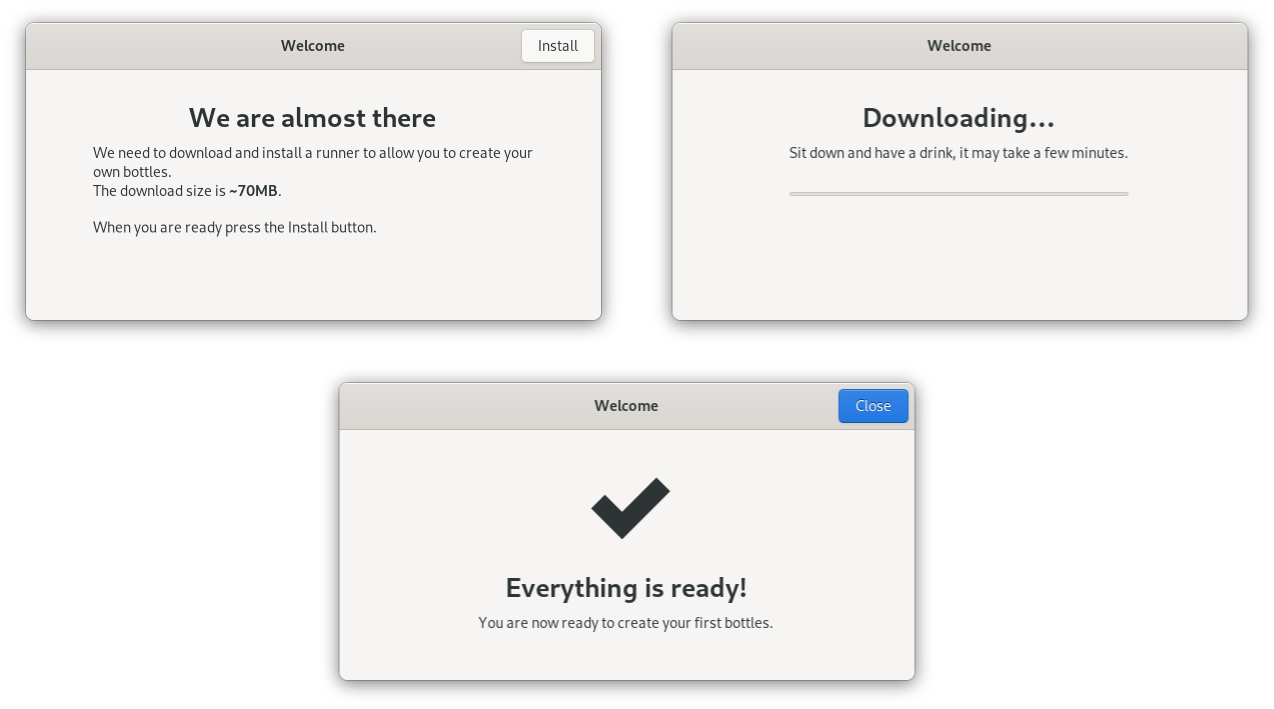 Welcome
Install
We are almost there
We need to download and install a runner to allow you to create your
own bottles.
The download size is ~70MB.
When you are ready press the Install button.
Welcome
Downloading...
Sit down and have a drink, it may take a few minutes.
Welcome
Close
Everything is ready!
You are now ready to create your first bottles.